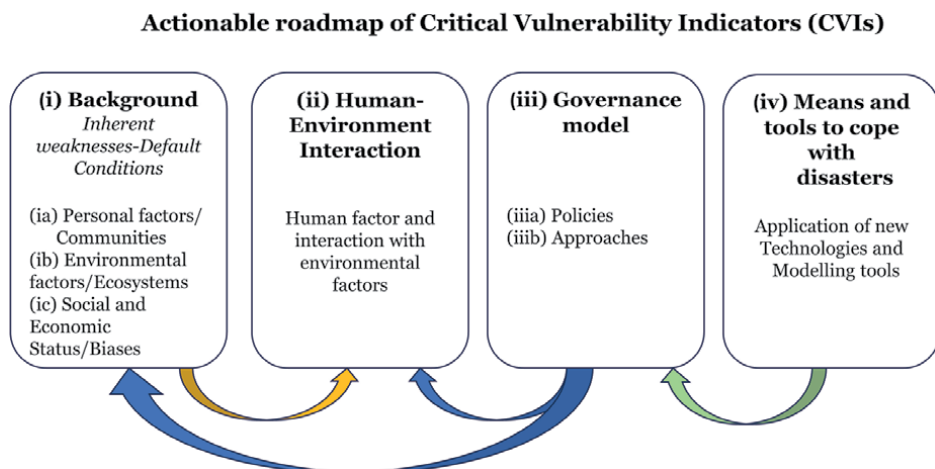 Actionable roadmap of Critical Vulnerability Indicators (CVIs)
(i) Background
Inherent
weaknesses-Default
Conditions
(ia) Personal factors/
Communities
(ib) Environmental
factors/Ecosystems
(ic) Social and
Economic
Status/Biases
(ii) Human-
Environment
Interaction
Human factor and
interaction with
environmental
factors
(iii) Governance
model
(iiia) Policies
(iiib) Approaches
(iv) Means and
tools to cope
with
disasters
Application of new
Technologies and
Modelling tools